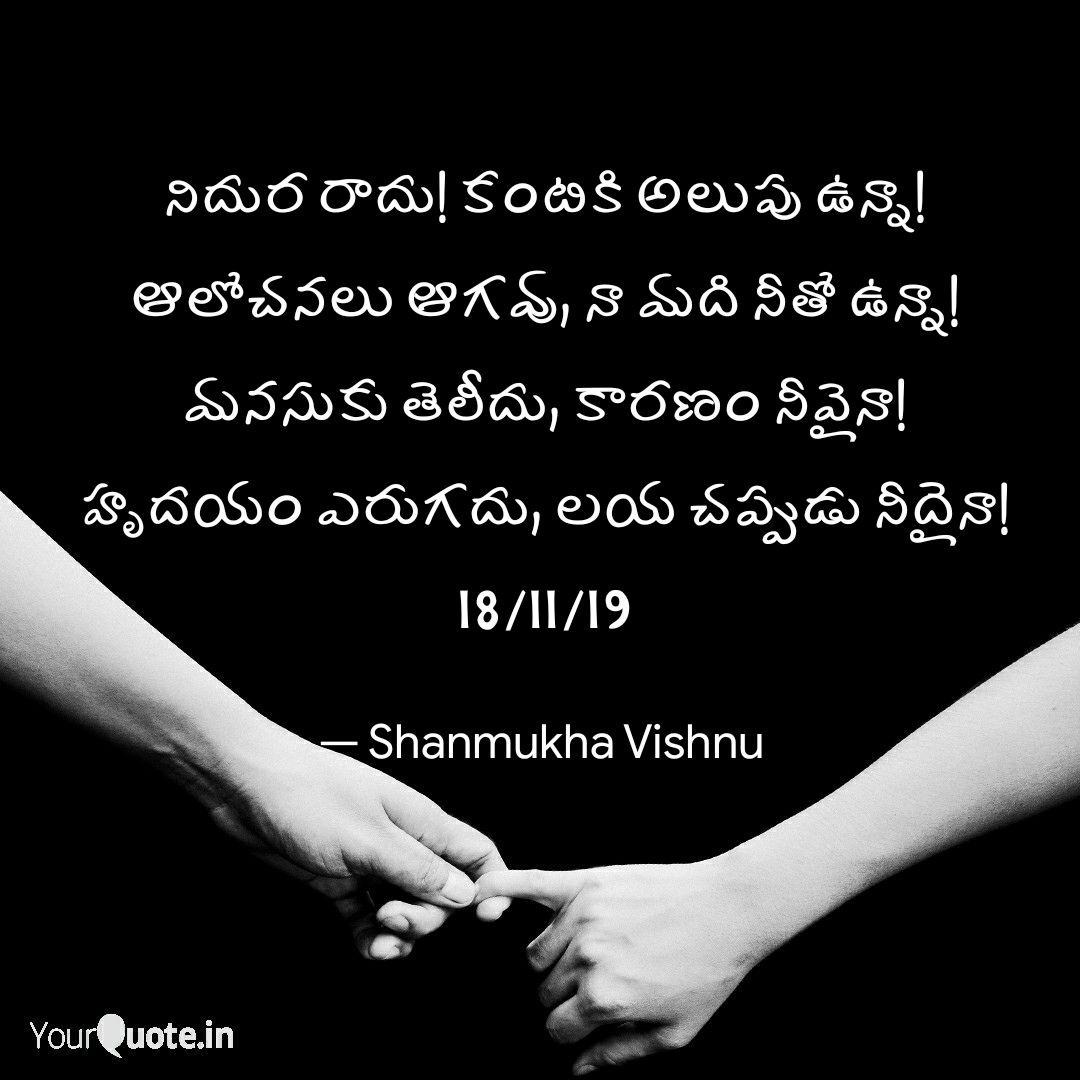 నిదుర రాదు! కంటికి అలుపు ఉన్నా!
ఆలోచనలు ఆగవు, నా మది నీతో ఉన్నా!
మనసుకు తెలీదు, కారణం నీవైనా!
హృదయం ఎరుగదు, లయ చప్పుడు నీదైనా!
18/11/19
— Shanmukha Vishnu
YourQuote.in